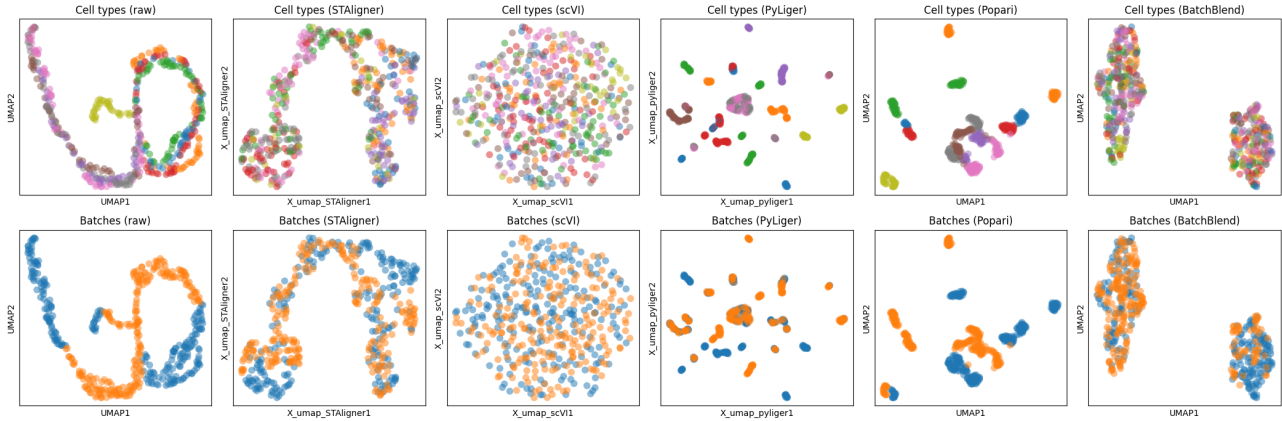 Cell types (raw)
Cell types (STAligner)
Cell types (scVI)
Cell types (PyLiger)
Cell types (Popari)
Cell types (BatchBlend)
UMAP2
X_umap_STAligner2
X_umap_scVI2
X_umap_pyliger2
UMAP2
UMAP2
UMAP1
X_umap_STAligner1
X_umap_scVI1
X_umap_pyliger1
UMAP1
UMAP1
Batches (raw)
Batches (STAligner)
Batches (scVI)
Batches (PyLiger)
Batches (Popari)
Batches (BatchBlend)
UMAP2
X_umap_STAligner2
X_umap_scVI2
X_umap_pyliger2
UMAP2
UMAP2
UMAP1
X_umap_STAligner1
X_umap_scVI1
X_umap_pyliger1
UMAP1
UMAP1